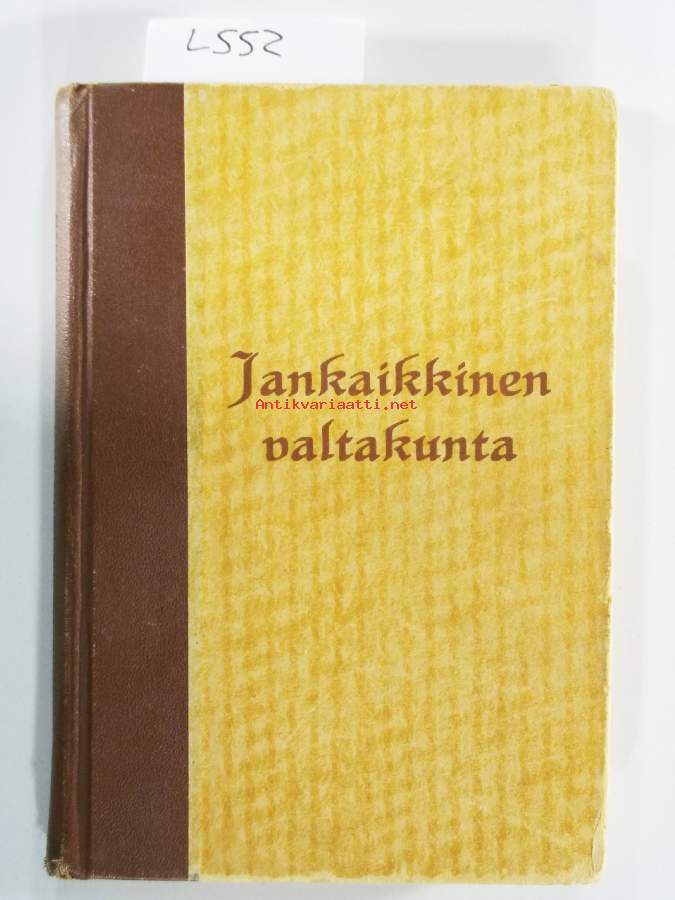 L552
Jankaikkinen
Antikvariaatti.net
valtakunta